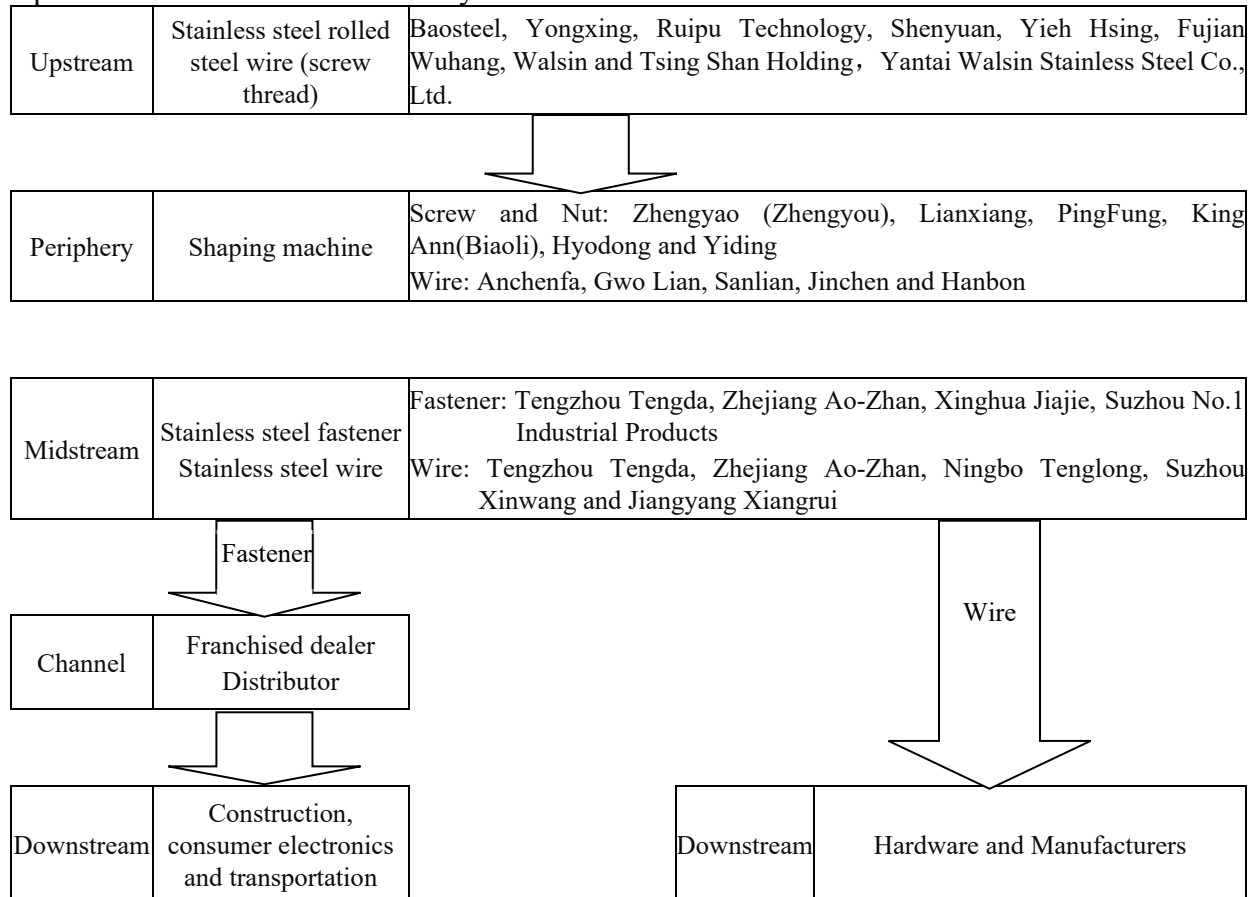 Upstream
Stainless steel rolled
steel wire (screw
thread)
Baosteel, Yongxing, Ruipu Technology, Shenyuan, Yieh Hsing, Fujian
Wuhang, Walsin and Tsing Shan Holding，Yantai Walsin Stainless Steel Co.,
Ltd.
Periphery
Shaping machine
Screw and Nut: Zhengyao (Zhengyou), Lianxiang, PingFung, King
Ann(Biaoli), Hyodong and Yiding
Wire: Anchenfa, Gwo Lian, Sanlian, Jinchen and Hanbon
Midstream
Stainless steel fastener
Stainless steel wire
Fastener: Tengzhou Tengda, Zhejiang Ao-Zhan, Xinghua Jiajie, Suzhou No.1
Industrial Products
Wire: Tengzhou Tengda, Zhejiang Ao-Zhan, Ningbo Tenglong, Suzhou
Xinwang and Jiangyang Xiangrui
Fastener
Wire
Channel
Franchised dealer
Distributor
Downstream
Construction,
consumer electronics
and transportation
Downstream
Hardware and Manufacturers